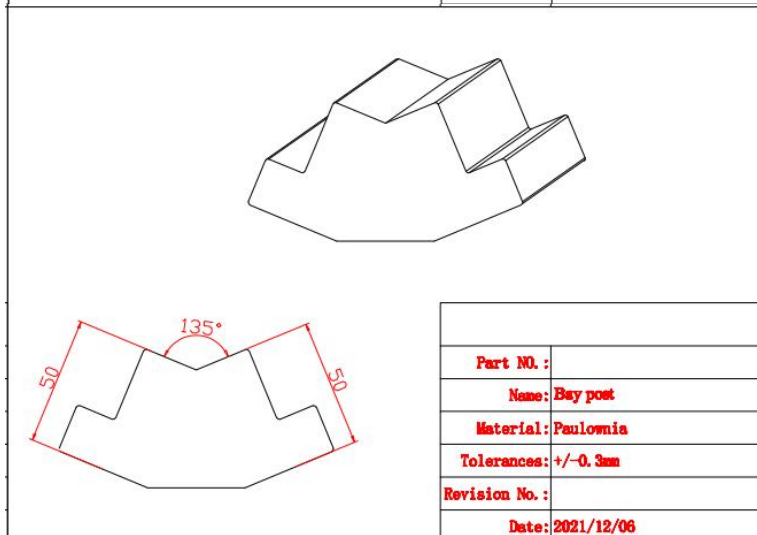 135°
50
50
Part NO. :
Name: Bay post
Material: Paulownia
Tolerances: +/-0.3mm
Revision No. :
Date: 2021/12/06